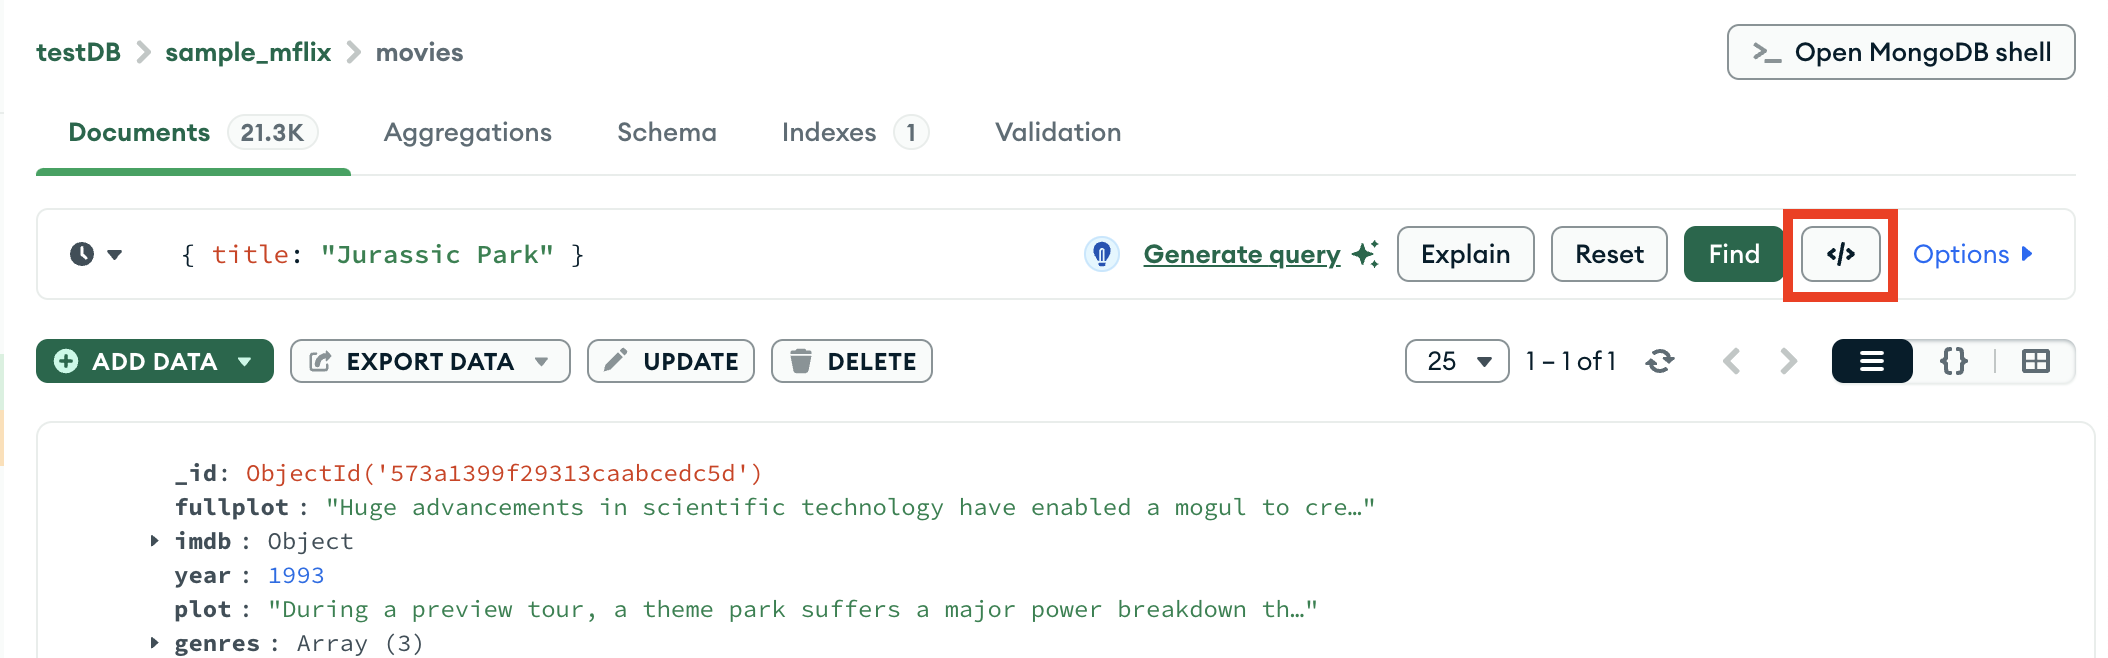 testDB > sample_mflix > movies
>_ Open MongoDB shell
Documents 21.3K Aggregations Schema Indexes 1 Validation
{ title: "Jurassic Park" } Generate query Explain Reset Find </> Options
ADD DATA EXPORT DATA UPDATE DELETE 25 1 – 1 of 1 {}
_id: ObjectId('573a1399f29313caabcedc5d')
fullplot : "Huge advancements in scientific technology have enabled a mogul to cre…"
imdb : Object
year : 1993
plot : "During a preview tour, a theme park suffers a major power breakdown th…"
genres : Array (3)